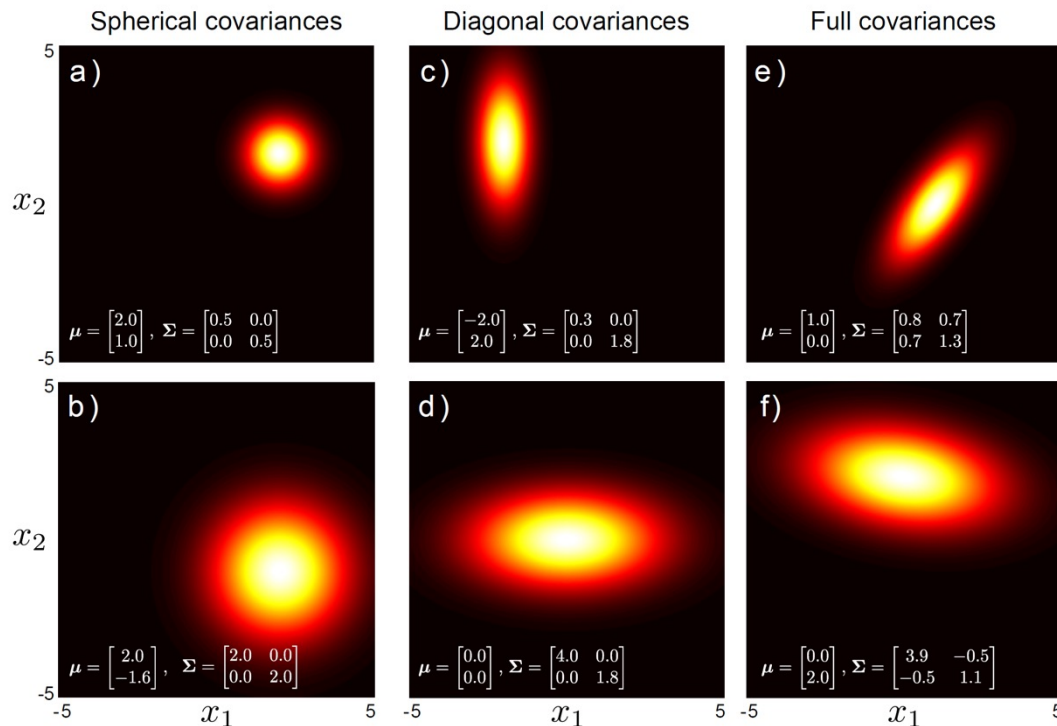 Spherical covariances Diagonal covariances Full covariances
5
a) c) e)
x₂
μ = [2.0 1.0], Σ = [0.5 0.0 0.0 0.5]
μ = [−2.0 2.0], Σ = [0.3 0.0 0.0 1.8]
μ = [1.0 0.0], Σ = [0.8 0.7 0.7 1.3]
-5
5
b) d) f)
x₂
μ = [2.0 −1.6], Σ = [2.0 0.0 0.0 2.0]
μ = [0.0 0.0], Σ = [4.0 0.0 0.0 1.8]
μ = [0.0 2.0], Σ = [3.9 −0.5 −0.5 1.1]
-5
-5 x₁ 5 -5 x₁ 5 -5 x₁ 5